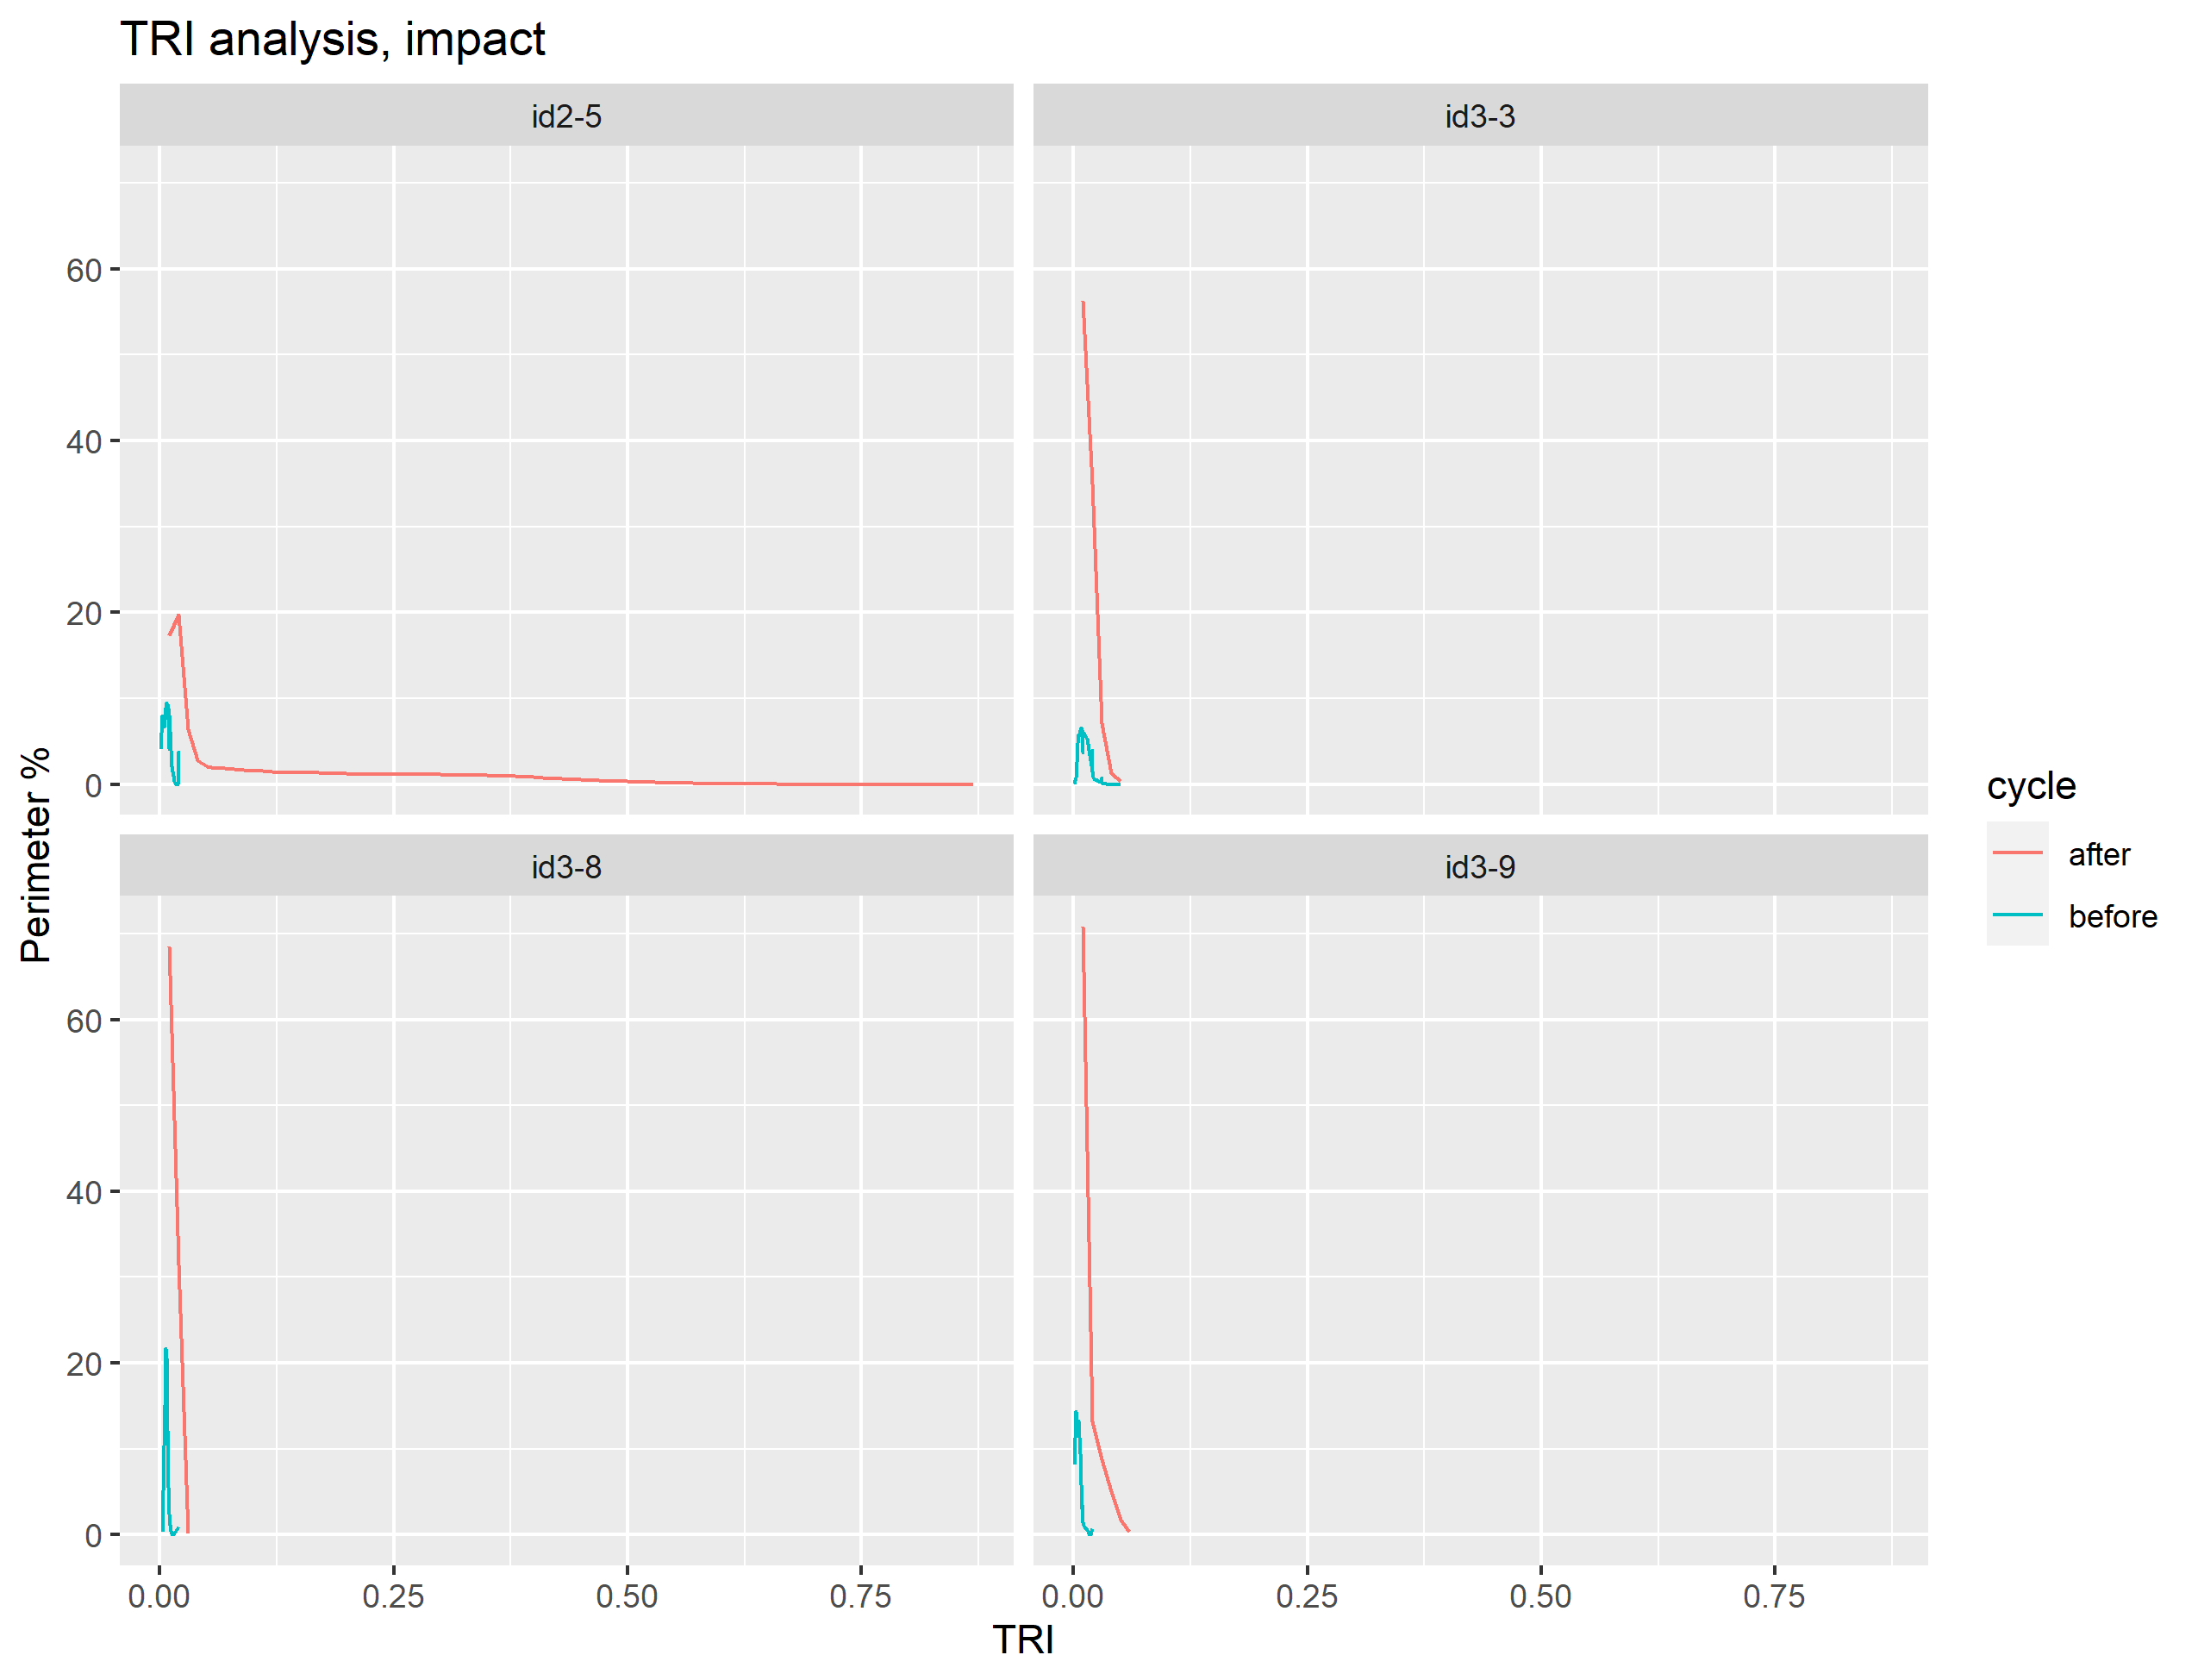 TRI analysis, impact
id2-5
id3-3
60
40
20
0
id3-8
id3-9
60
40
20
0
0.00 0.25 0.50 0.75
0.00 0.25 0.50 0.75
TRI
Perimeter %
cycle
after
before